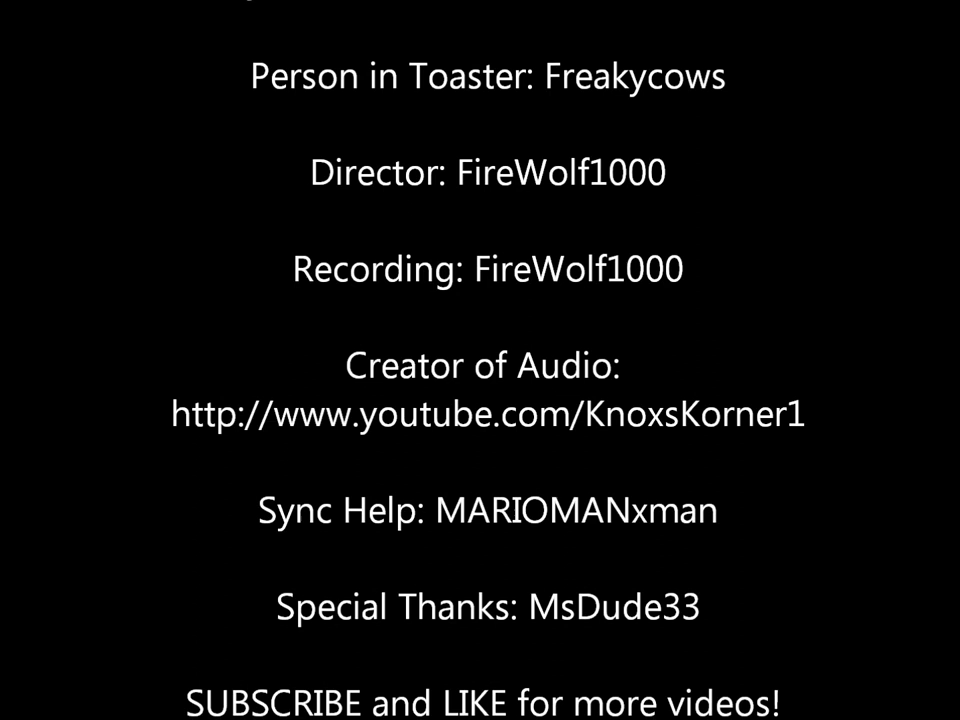 Person in Toaster: Freakycows
Director: FireWolf1000
Recording: FireWolf1000
Creator of Audio:
http://www.youtube.com/KnoxsKorner1
Sync Help: MARIOMANxman
Special Thanks: MsDude33
SUBSCRIBE and LIKE for more videos!